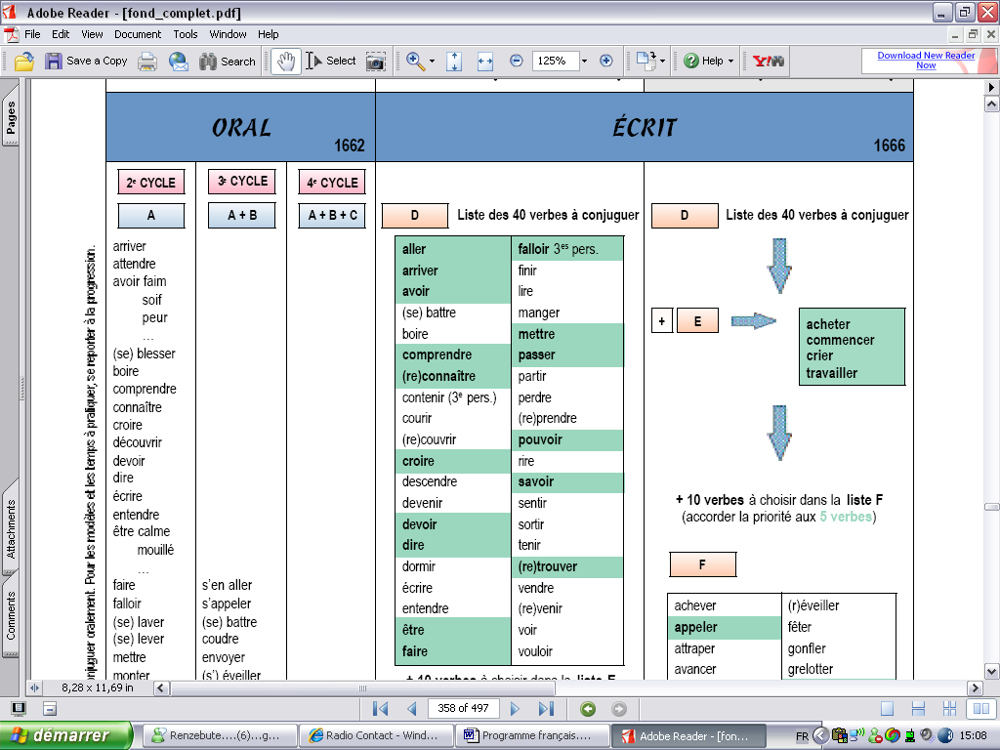 Adobe Reader - [fond_complet.pdf]
File Edit View Document Tools Window Help
Save a Copy Search Select 125% Help Y! Download New Reader
Now
Pages
Attachments
Comments
onjuguer oralement. Pour les modèles et les temps à pratiquer, se reporter à la progression.
ORAL
1662
ÉCRIT
1666
2e CYCLE
3e CYCLE
4e CYCLE
A
A + B
A + B + C
arriver
attendre
avoir faim
soif
peur
...
(se) blesser
boire
comprendre
connaître
croire
découvrir
devoir
dire
écrire
entendre
être calme
mouillé
...
faire
falloir
(se) laver
(se) lever
mettre
monter
s'en aller
s'appeler
(se) battre
coudre
envoyer
(s') éveiller
D Liste des 40 verbes à conjuguer
aller
arriver
avoir
(se) battre
boire
comprendre
(re)connaître
contenir (3e pers.)
courir
(re)couvrir
croire
descendre
devenir
devoir
dire
dormir
écrire
entendre
être
faire
falloir 3es pers.
finir
lire
manger
mettre
passer
partir
perdre
(re)prendre
pouvoir
rire
savoir
sentir
sortir
tenir
(re)trouver
vendre
(re)venir
voir
vouloir
+ 10 verbes à choisir dans la liste F
D Liste des 40 verbes à conjuguer
+ E
acheter
commencer
crier
travailler
+ 10 verbes à choisir dans la liste F
(accorder la priorité aux 5 verbes)
F
achever
appeler
attraper
avancer
(r)éveiller
fêter
gonfler
grelotter
8,28 x 11,69 in
358 of 497
démarrer Renzebute....(6)...g... Radio Contact - Wind... Programme français.... Adobe Reader - [fon... FR 15:08